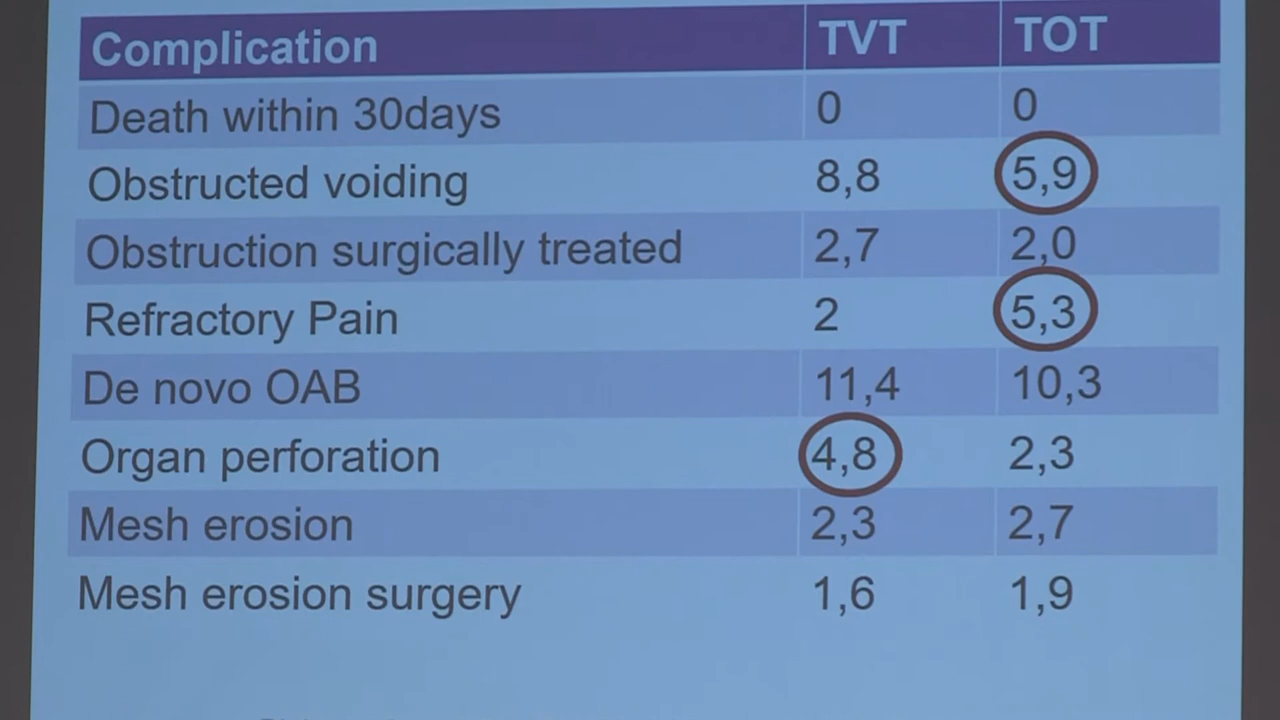 Complication TVT TOT
Death within 30days 0 0
Obstructed voiding 8,8 5,9
Obstruction surgically treated 2,7 2,0
Refractory Pain 2 5,3
De novo OAB 11,4 10,3
Organ perforation 4,8 2,3
Mesh erosion 2,3 2,7
Mesh erosion surgery 1,6 1,9